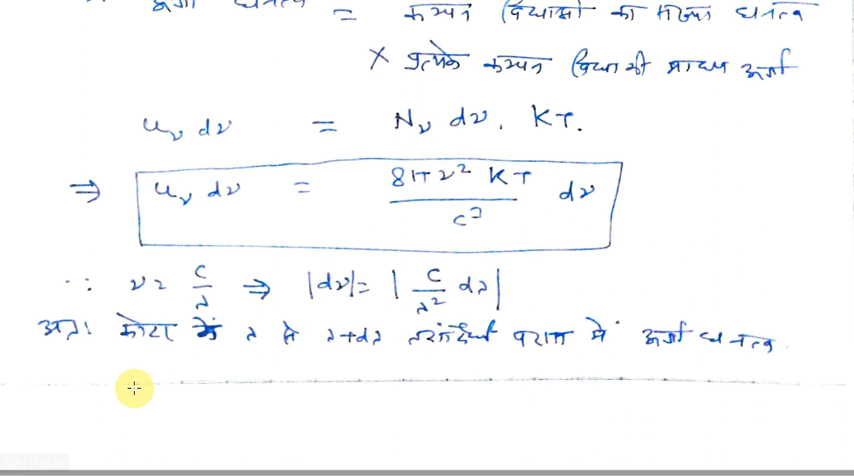 ऊर्जा घनत्व = कम्पन विधाओं का संख्या घनत्व
× प्रत्येक कम्पन विधा की माध्य ऊर्जा
uν dν = Nν dν. KT.
⇒ uν dν = 8πν² KT / c³ dν
∵ ν = c/λ ⇒ |dν| = | c/λ² dλ |
अतः कोटर के λ से λ+dλ तरंगदैर्ध्य परास में ऊर्जा घनत्व.